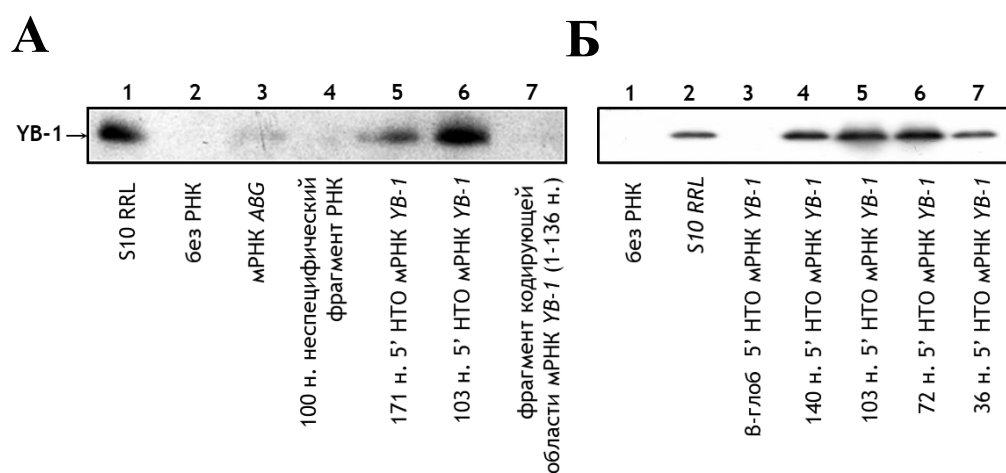 А
1 2 3 4 5 6 7
YB-1→
S10 RRL
без РНК
мРНК ABG
100 н. неспецифический
фрагмент РНК
171 н. 5’ НТО мРНК YB-1
103 н. 5’ НТО мРНК YB-1
фрагмент кодирующей
области мРНК YB-1 (1-136 н.)
Б
1 2 3 4 5 6 7
без РНК
S10 RRL
β-глоб 5’ НТО мРНК YB-1
140 н. 5’ НТО мРНК YB-1
103 н. 5’ НТО мРНК YB-1
72 н. 5’ НТО мРНК YB-1
36 н. 5’ НТО мРНК YB-1